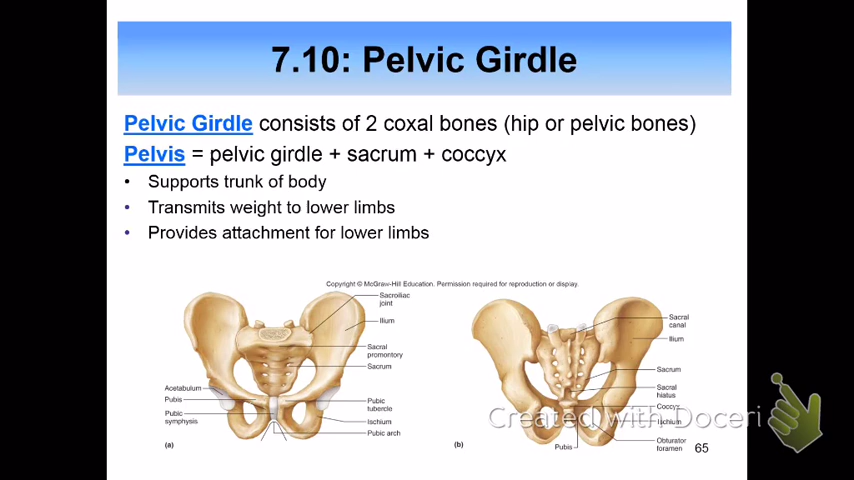 7.10: Pelvic Girdle
Pelvic Girdle consists of 2 coxal bones (hip or pelvic bones)
Pelvis = pelvic girdle + sacrum + coccyx
• Supports trunk of body
• Transmits weight to lower limbs
• Provides attachment for lower limbs
Copyright © McGraw-Hill Education. Permission required for reproduction or display.
Sacroiliac
joint
Ilium
Sacral
promontory
Sacrum
Acetabulum
Pubis
Pubic
symphysis
Pubic
tubercle
Ischium
Pubic arch
(a)
Sacral
canal
Ilium
Sacrum
Sacral
hiatus
Coccyx
Ischium
Obturator
foramen
Pubis
(b)
Created with Doceri
65